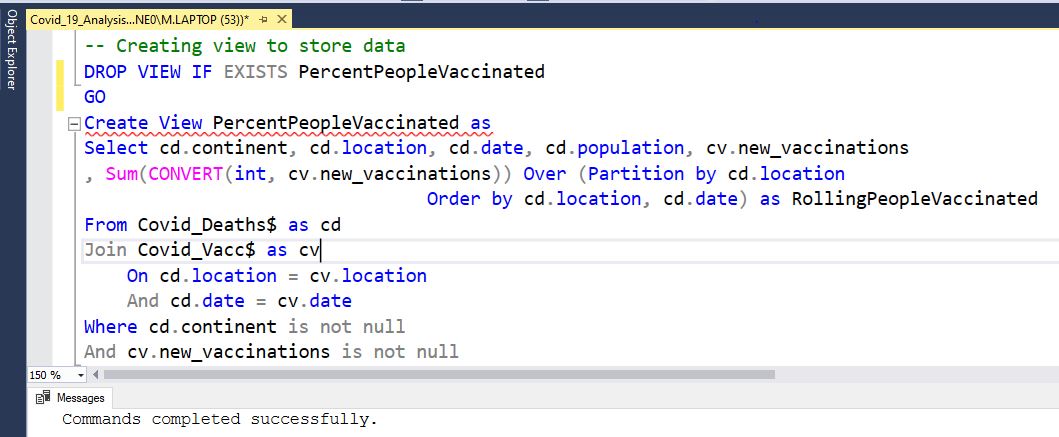 Covid_19_Analysis...NE0\M.LAPTOP (53))*
Object Explorer
-- Creating view to store data
DROP VIEW IF EXISTS PercentPeopleVaccinated
GO
Create View PercentPeopleVaccinated as
Select cd.continent, cd.location, cd.date, cd.population, cv.new_vaccinations
, Sum(CONVERT(int, cv.new_vaccinations)) Over (Partition by cd.location
Order by cd.location, cd.date) as RollingPeopleVaccinated
From Covid_Deaths$ as cd
Join Covid_Vacc$ as cv
On cd.location = cv.location
And cd.date = cv.date
Where cd.continent is not null
And cv.new_vaccinations is not null
150 %
Messages
Commands completed successfully.